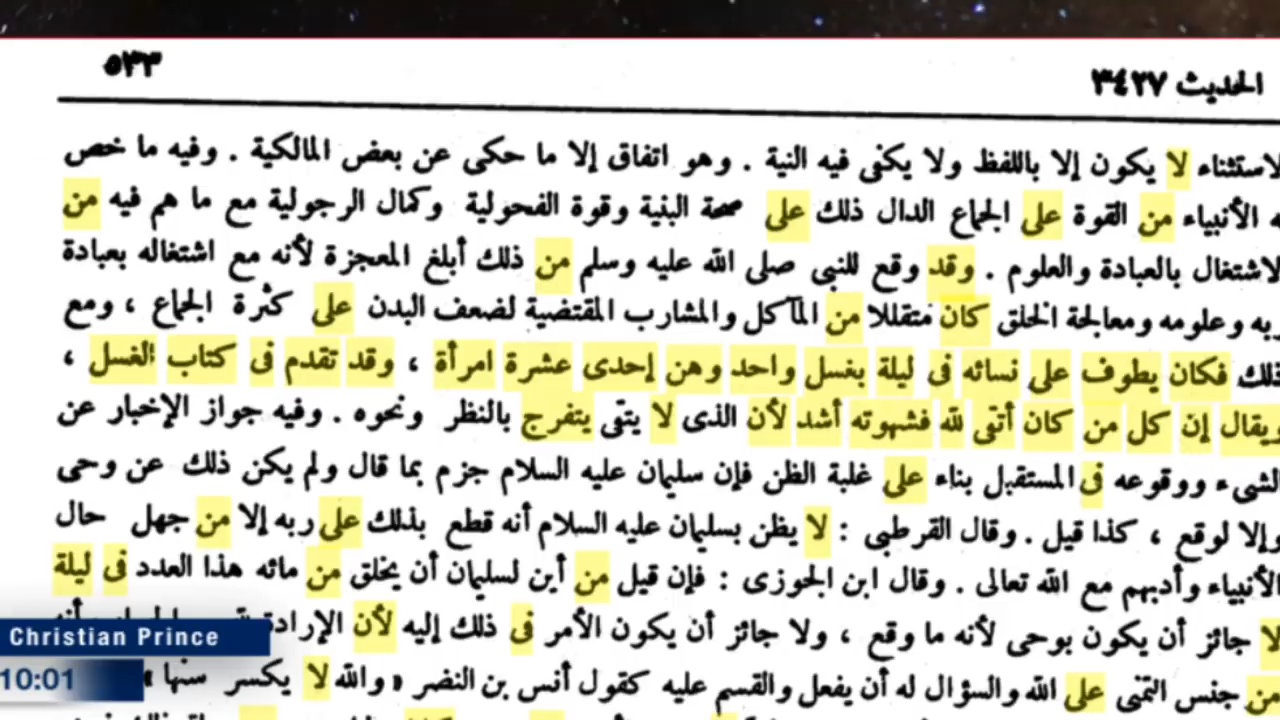 الحديث ٣٤٢٧
٥٣٣
لاستثناء لا يكون إلا باللفظ ولا يكفى فيه النية . وهو اتفاق إلا ما حكى عن بعض المالكية . وفيه ما خص
ه الأنبياء من القوة على الجماع الدال ذلك على صحة البنية وقوة الفحولية وكمال الرجولية مع ما هم فيه من
لاشتغال بالعبادة والعلوم . وقد وقع للنبى صلى الله عليه وسلم من ذلك أبلغ المعجزة لأنه مع اشتغاله بعبادة
ربه وعلومه ومعالجة الخلق كان متقللا من المآكل والمشارب المقتضية لضعف البدن على كثرة الجماع ، ومع
ذلك فكان يطوف على نسائه فى ليلة بغسل واحد وهن إحدى عشرة امرأة ، وقد تقدم فى كتاب الغسل ،
ويقال إن كل من كان أتقى لله فشهوته أشد لأن الذى لا يتقى يتفرج بالنظر ونحوه . وفيه جواز الإخبار عن
الشىء ووقوعه فى المستقبل بناء على غلبة الظن فإن سليمان عليه السلام جزم بما قال ولم يكن ذلك عن وحى
وإلا لوقع ، كذا قيل . وقال القرطبى : لا يظن بسليمان عليه السلام أنه قطع بذلك على ربه إلا من جهل حال
الأنبياء وأدبهم مع الله تعالى . وقال ابن الجوزى : فإن قيل من أين لسليمان أن يخلق من مائه هذا العدد فى ليلة
لا جائز أن يكون بوحى لأنه ما وقع ، ولا جائز أن يكون الأمر فى ذلك إليه لأن الإرادة
من جنس التمنى على الله والسؤال له أن يفعل والقسم عليه كقول أنس بن النضر « والله لا يكسر سنها »
Christian Prince
10:01